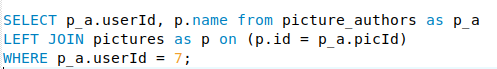 SELECT p_a.userId, p.name from picture_authors as p_a
LEFT JOIN pictures as p on (p.id = p_a.picId)
WHERE p_a.userId = 7;